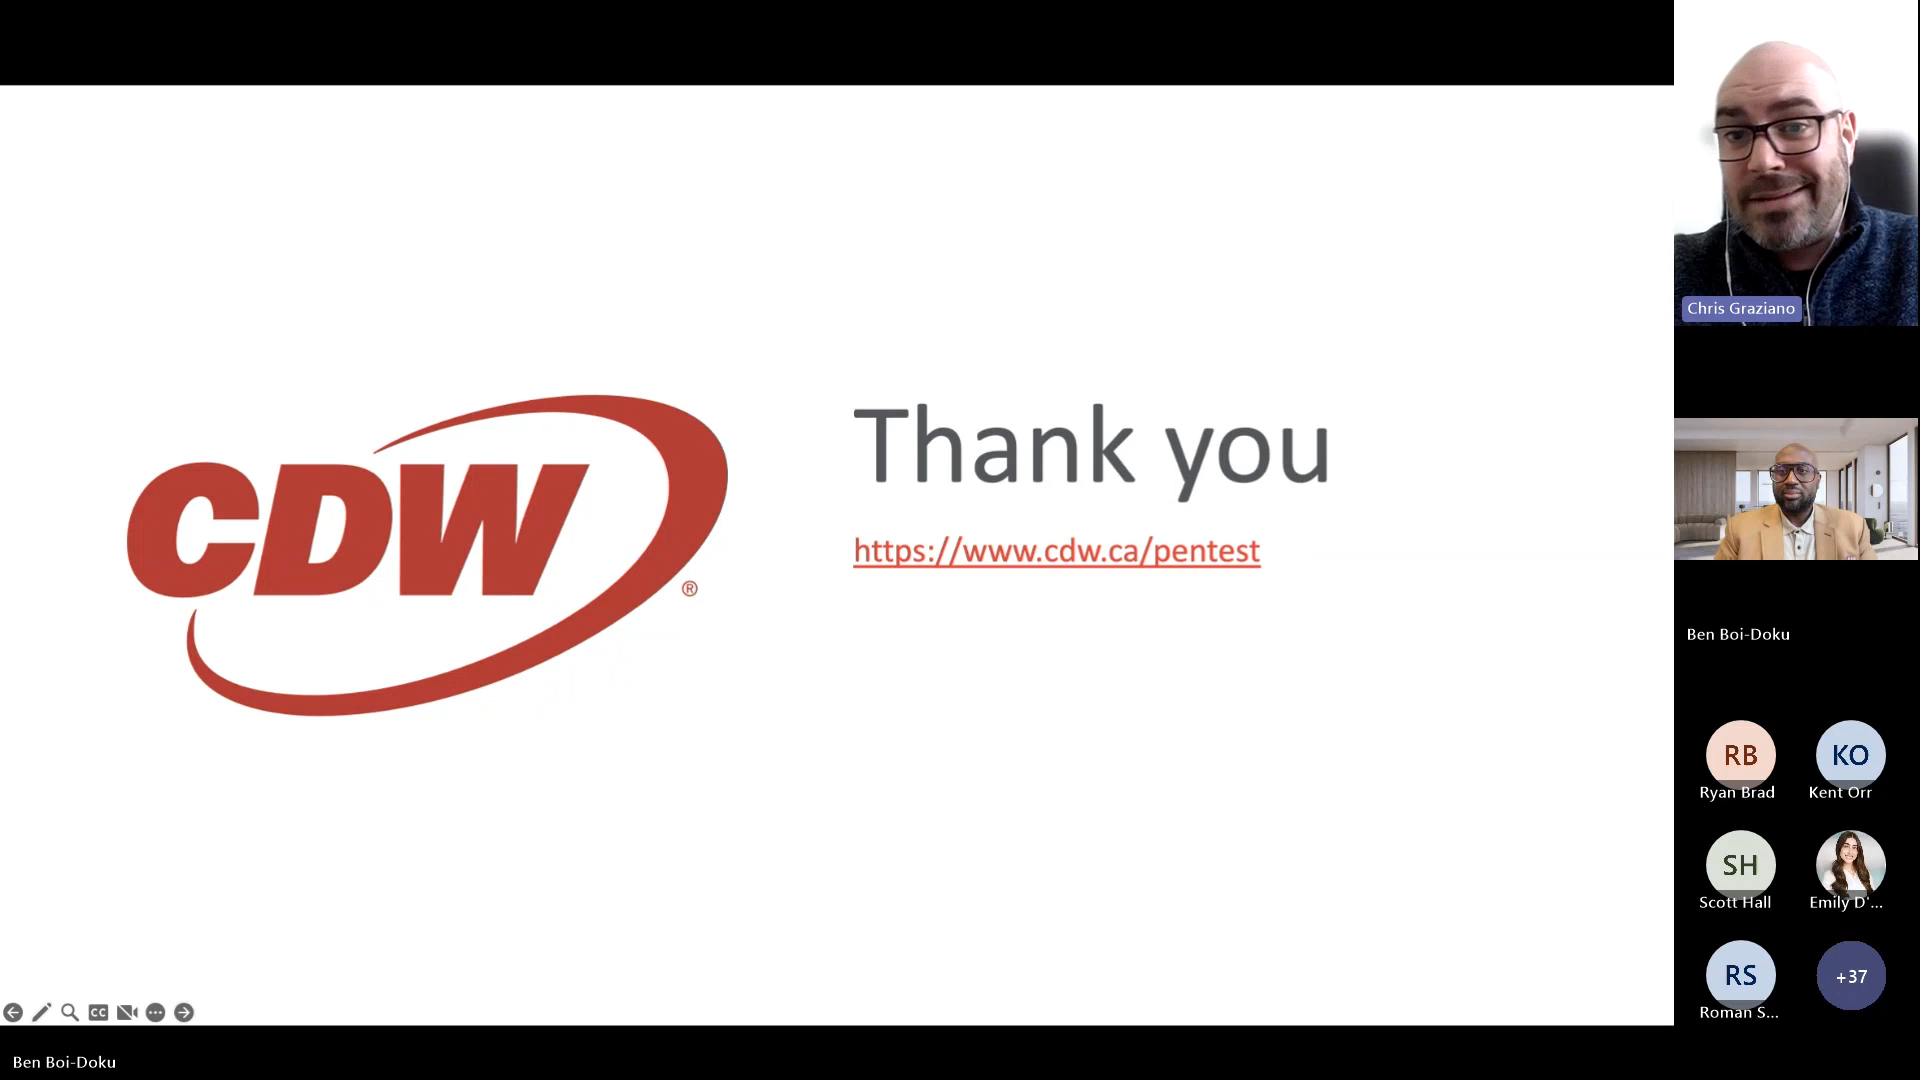 CDW
®
Thank you
https://www.cdw.ca/pentest
CC
Ben Boi-Doku
Chris Graziano
Ben Boi-Doku
RB
Ryan Brad
KO
Kent Orr
SH
Scott Hall
Emily D'...
RS
Roman S...
+37